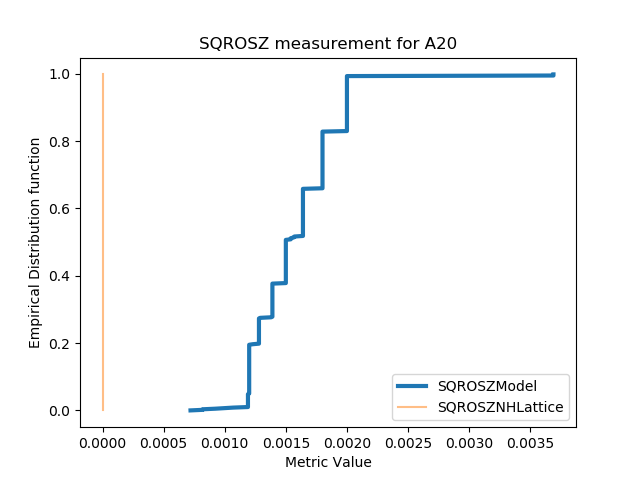 SQROSZ measurement for A20
Empirical Distribution function
1.0
0.8
0.6
0.4
0.2
0.0
SQROSZModel
SQROSZNHLattice
0.0000 0.0005 0.0010 0.0015 0.0020 0.0025 0.0030 0.0035
Metric Value